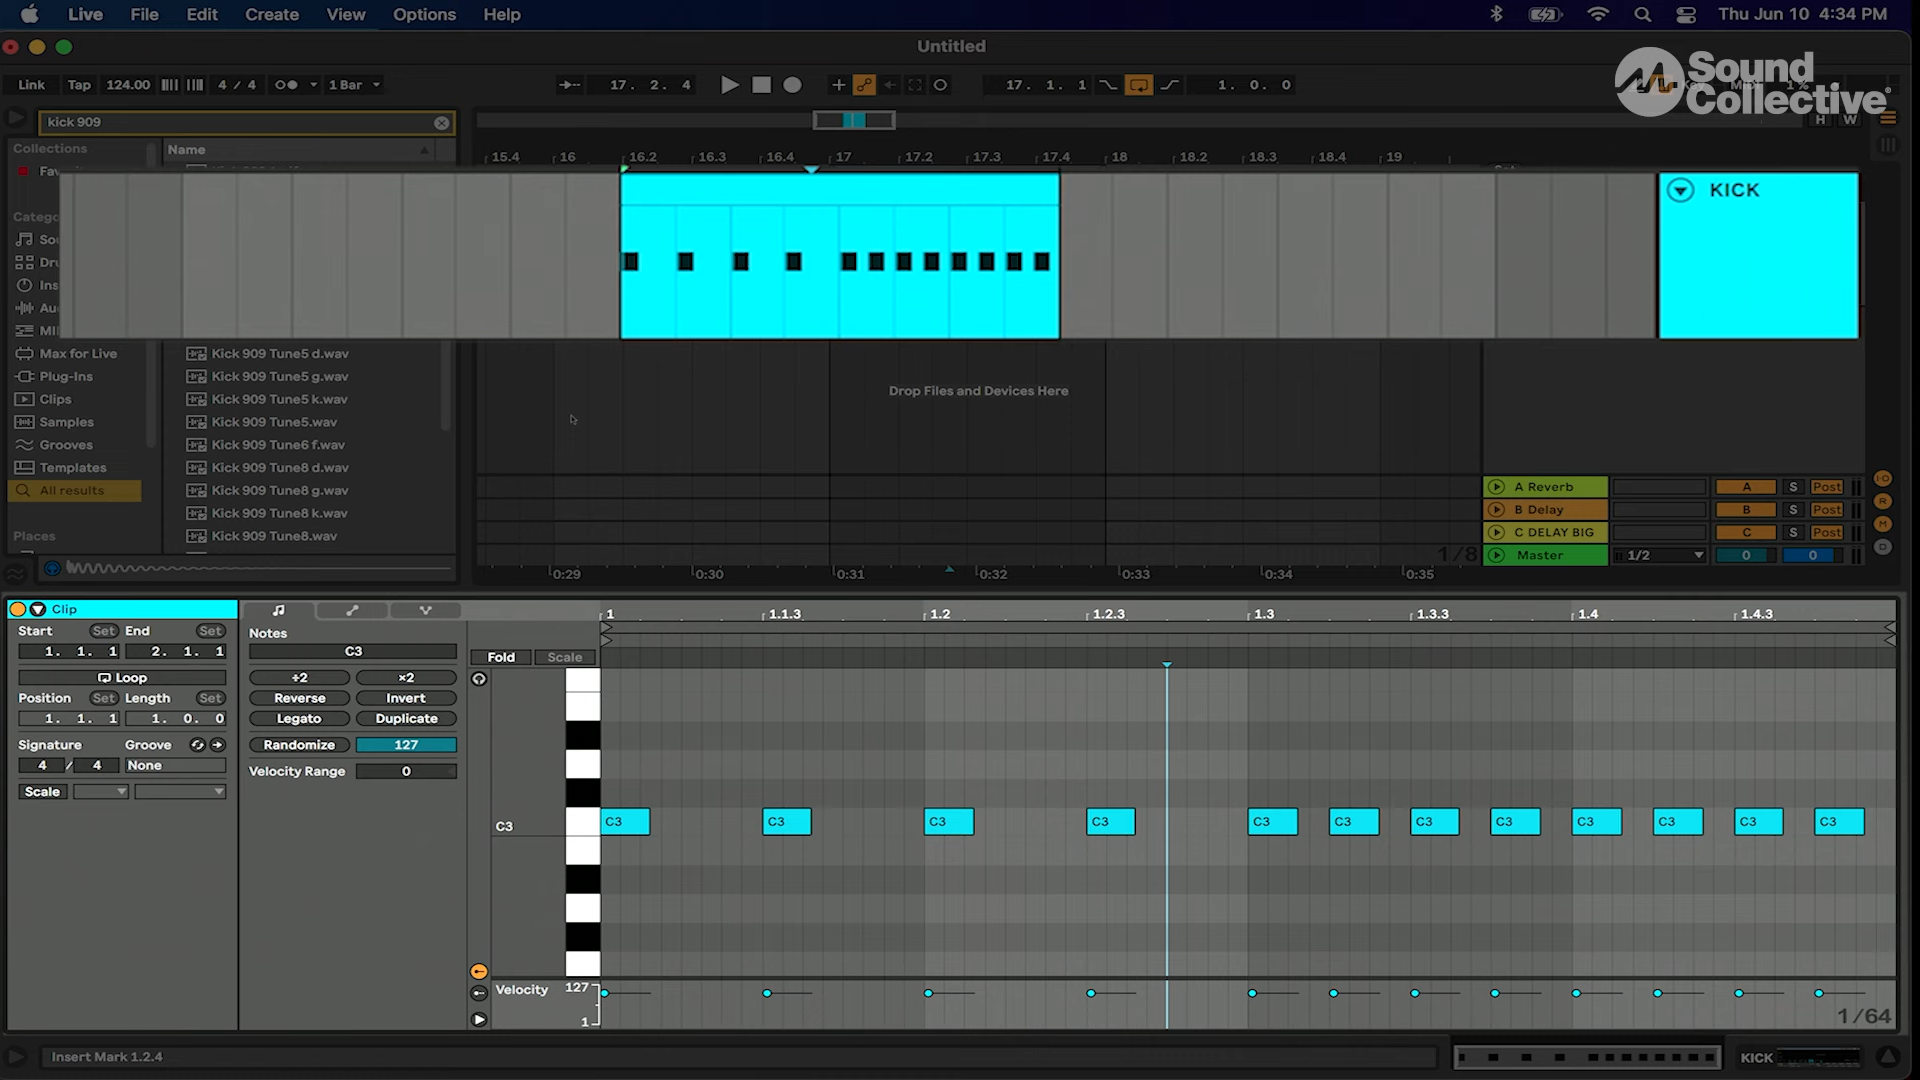 Live File Edit Create View Options Help
Thu Jun 10 4:34 PM
Untitled
Sound Collective
Link Tap 124.00 4 / 4 1 Bar
17. 2. 4
17. 1. 1
1. 0. 0
kick 909
H W
Collections
Name
15.4 16 16.2 16.3 16.4 17 17.2 17.3 17.4 18 18.2 18.3 18.4 19
KICK
Max for Live
Plug-Ins
Clips
Samples
Grooves
Templates
All results
Places
Kick 909 Tune5 d.wav
Kick 909 Tune5 g.wav
Kick 909 Tune5 k.wav
Kick 909 Tune5.wav
Kick 909 Tune6 f.wav
Kick 909 Tune8 d.wav
Kick 909 Tune8 g.wav
Kick 909 Tune8 k.wav
Kick 909 Tune8.wav
Drop Files and Devices Here
A Reverb A S Post
B Delay B S Post
C DELAY BIG C S Post
1/8 Master 1/2 0 0
0:29 0:30 0:31 0:32 0:33 0:34 0:35
Clip
Start Set End Set
1. 1. 1 2. 1. 1
Loop
Position Set Length Set
1. 1. 1 1. 0. 0
Signature Groove
4 / 4 None
Scale
Notes
C3
÷2 ×2
Reverse Invert
Legato Duplicate
Randomize 127
Velocity Range 0
Fold Scale
1 1.1.3 1.2 1.2.3 1.3 1.3.3 1.4 1.4.3
C3 C3 C3 C3 C3 C3 C3 C3 C3 C3 C3 C3 C3
Velocity 127
1
1/64
Insert Mark 1.2.4
KICK